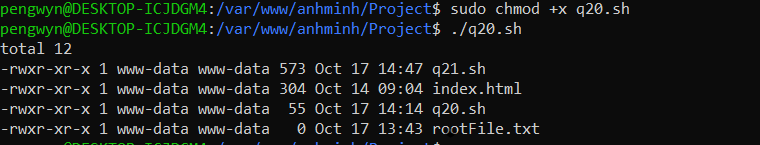 pengwyn@DESKTOP-ICJDGM4:/var/www/anhminh/Project$ sudo chmod +x q20.sh
pengwyn@DESKTOP-ICJDGM4:/var/www/anhminh/Project$ ./q20.sh
total 12
-rwxr-xr-x 1 www-data www-data 573 Oct 17 14:47 q21.sh
-rwxr-xr-x 1 www-data www-data 304 Oct 14 09:04 index.html
-rwxr-xr-x 1 www-data www-data  55 Oct 17 14:14 q20.sh
-rwxr-xr-x 1 www-data www-data   0 Oct 17 13:43 rootFile.txt